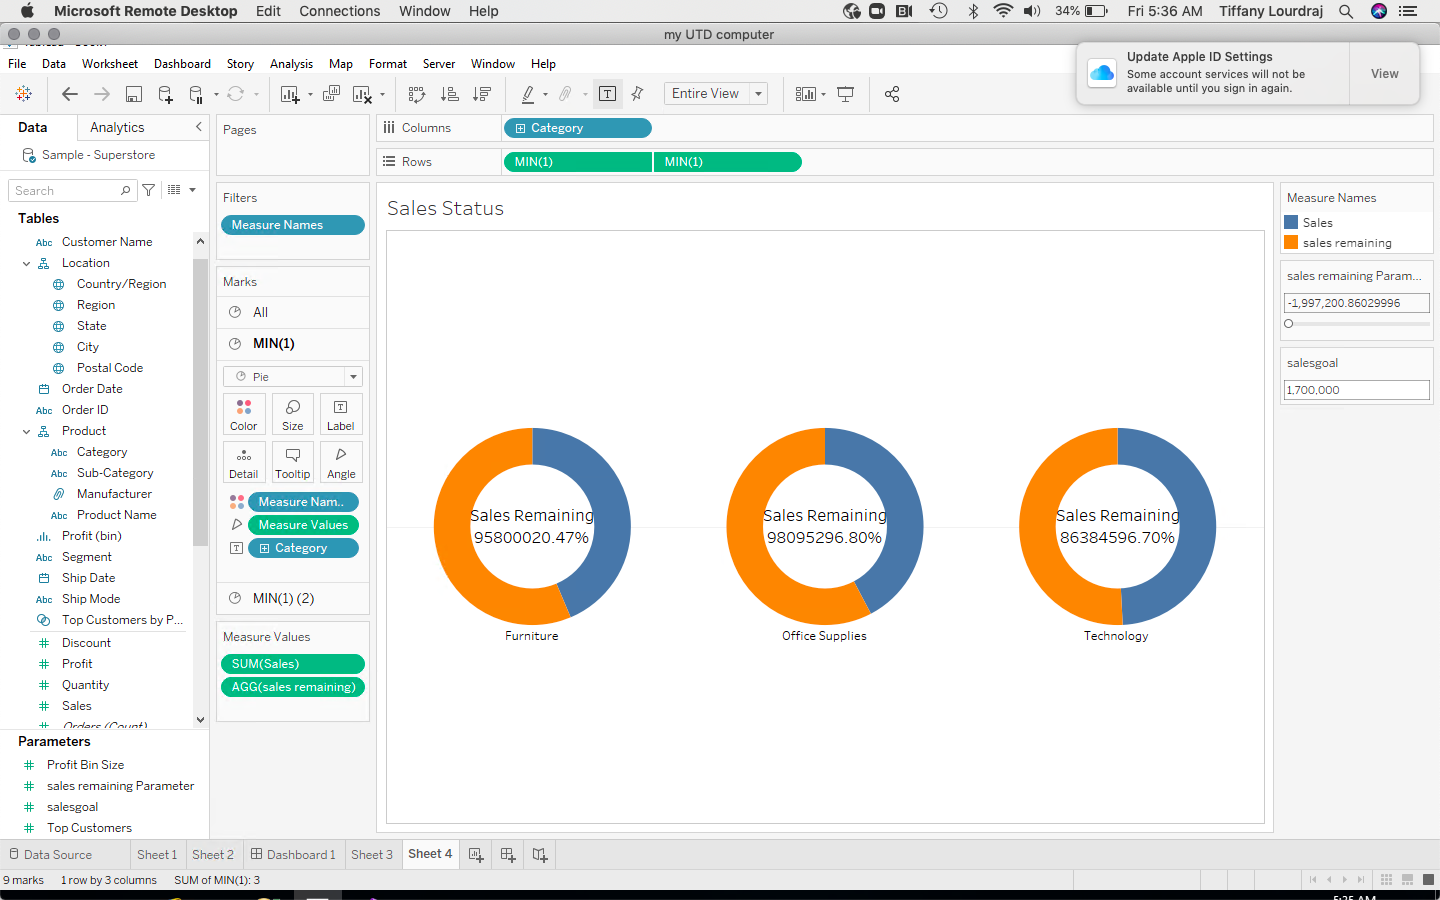 Microsoft Remote Desktop Edit Connections Window Help 34% Fri 5:36 AM Tiffany Lourdraj
my UTD computer
File Data Worksheet Dashboard Story Analysis Map Format Server Window Help
Update Apple ID Settings
Some account services will not be
available until you sign in again.
View
Entire View
Data Analytics
Sample - Superstore
Search
Tables
Abc Customer Name
Location
Country/Region
Region
State
City
Postal Code
Order Date
Abc Order ID
Product
Abc Category
Abc Sub-Category
Manufacturer
Abc Product Name
Profit (bin)
Abc Segment
Ship Date
Abc Ship Mode
Top Customers by P...
Discount
Profit
Quantity
Sales
Orders (Count)
Parameters
Profit Bin Size
sales remaining Parameter
salesgoal
Top Customers
Pages
Filters
Measure Names
Marks
All
MIN(1)
Pie
Color Size Label
Detail Tooltip Angle
Measure Nam..
Measure Values
Category
MIN(1) (2)
Measure Values
SUM(Sales)
AGG(sales remaining)
Columns Category
Rows MIN(1) MIN(1)
Sales Status
Sales Remaining
95800020.47%
Furniture
Sales Remaining
98095296.80%
Office Supplies
Sales Remaining
86384596.70%
Technology
Measure Names
Sales
sales remaining
sales remaining Param...
-1,997,200.86029996
salesgoal
1,700,000
Data Source Sheet 1 Sheet 2 Dashboard 1 Sheet 3 Sheet 4
9 marks 1 row by 3 columns SUM of MIN(1): 3